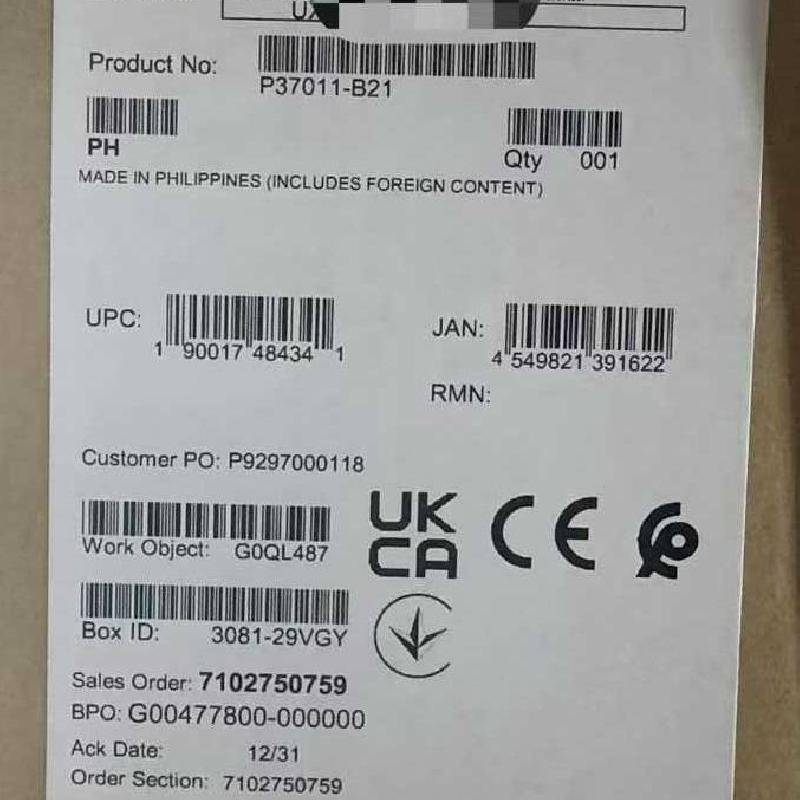 UX
Product No:
P37011-B21
PH
Qty 001
MADE IN PHILIPPINES (INCLUDES FOREIGN CONTENT)
UPC: 1 90017 48434 1
JAN: 4 549821 391622
RMN:
Customer PO: P9297000118
Work Object: G0QL487
UK
CA
CE
Box ID: 3081-29VGY
Sales Order: 7102750759
BPO: G00477800-000000
Ack Date: 12/31
Order Section: 7102750759